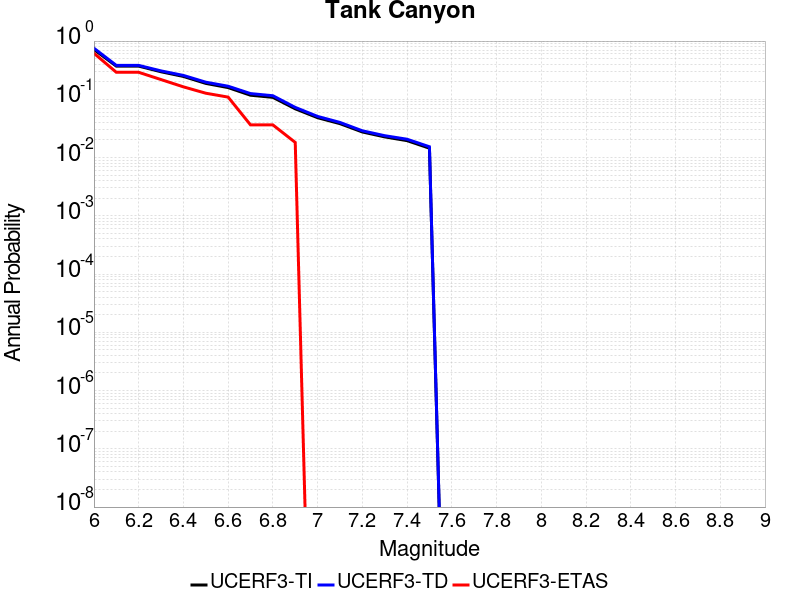 Tank Canyon
10^0
10^-1
10^-2
10^-3
10^-4
10^-5
10^-6
10^-7
10^-8
Annual Probability
6 6.2 6.4 6.6 6.8 7 7.2 7.4 7.6 7.8 8 8.2 8.4 8.6 8.8 9
Magnitude
UCERF3-TI UCERF3-TD UCERF3-ETAS